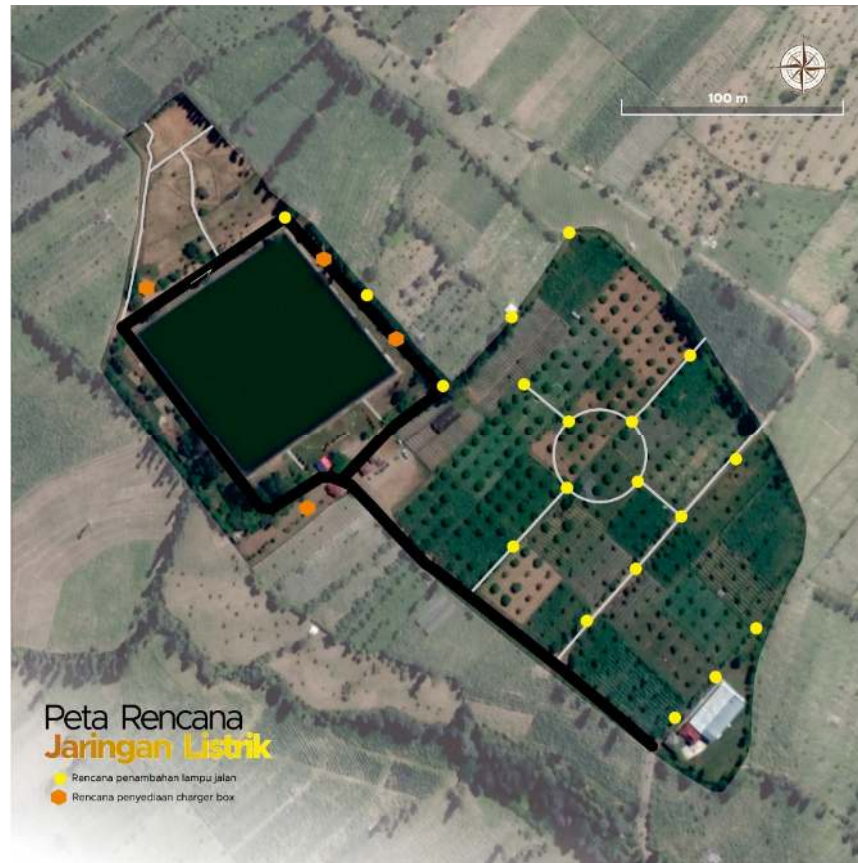 100 m
Peta Rencana
Jaringan Listrik
Rencana penambahan lampu jalan
Rencana penyediaan charger box